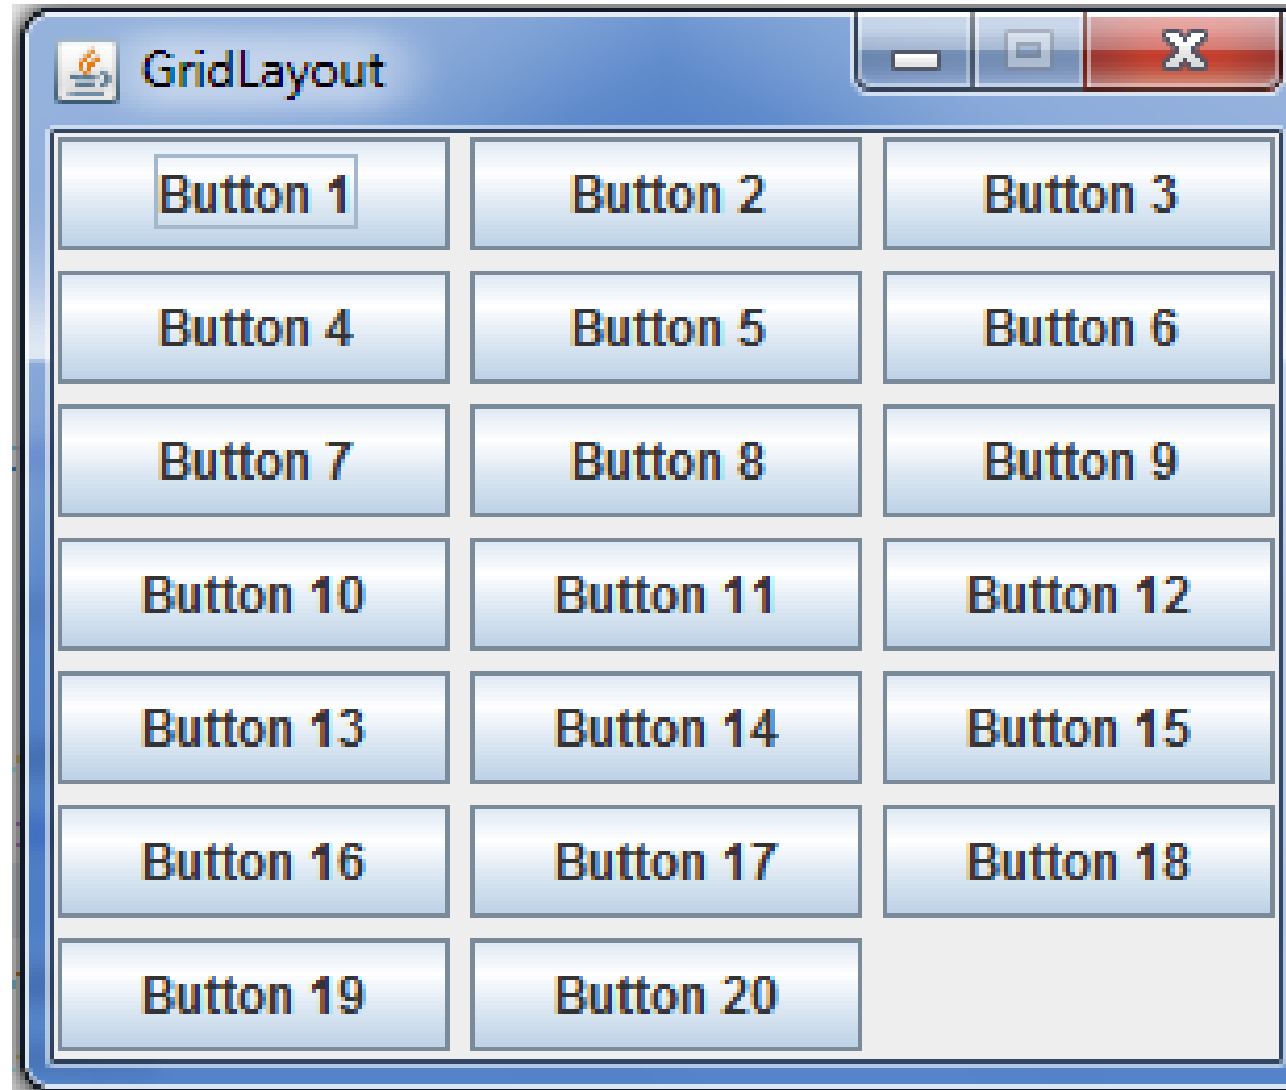 GridLayout
Button 1 Button 2 Button 3
Button 4 Button 5 Button 6
Button 7 Button 8 Button 9
Button 10 Button 11 Button 12
Button 13 Button 14 Button 15
Button 16 Button 17 Button 18
Button 19 Button 20